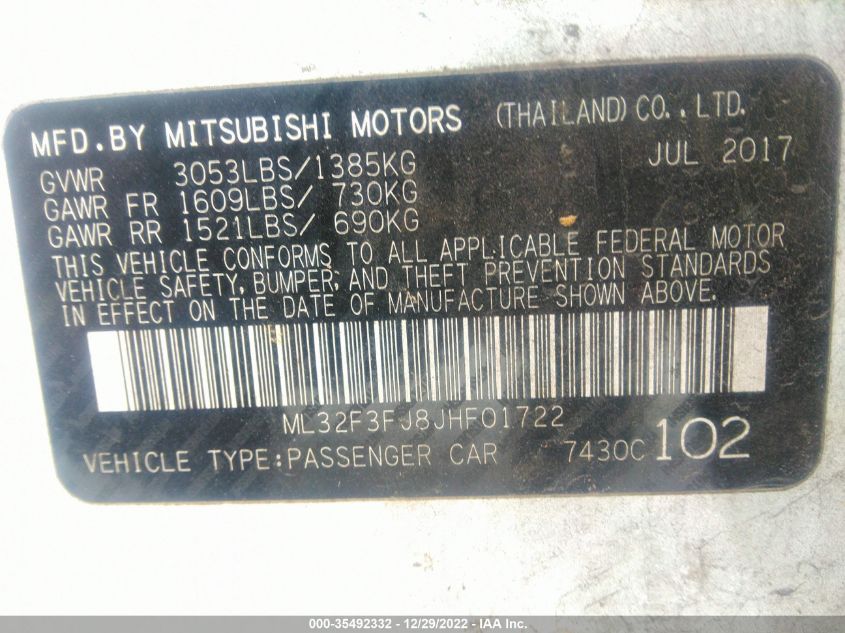 MFD.BY MITSUBISHI MOTORS (THAILAND) CO.,LTD.
GVWR 3053LBS/1385KG JUL 2017
GAWR FR 1609LBS/ 730KG
GAWR RR 1521LBS/ 690KG
THIS VEHICLE CONFORMS TO ALL APPLICABLE FEDERAL MOTOR
VEHICLE SAFETY, BUMPER, AND THEFT PREVENTION STANDARDS
IN EFFECT ON THE DATE OF MANUFACTURE SHOWN ABOVE.
ML32F3FJ8JHF01722
VEHICLE TYPE:PASSENGER CAR 7430C 102
000-35492332 - 12/29/2022 - IAA Inc.